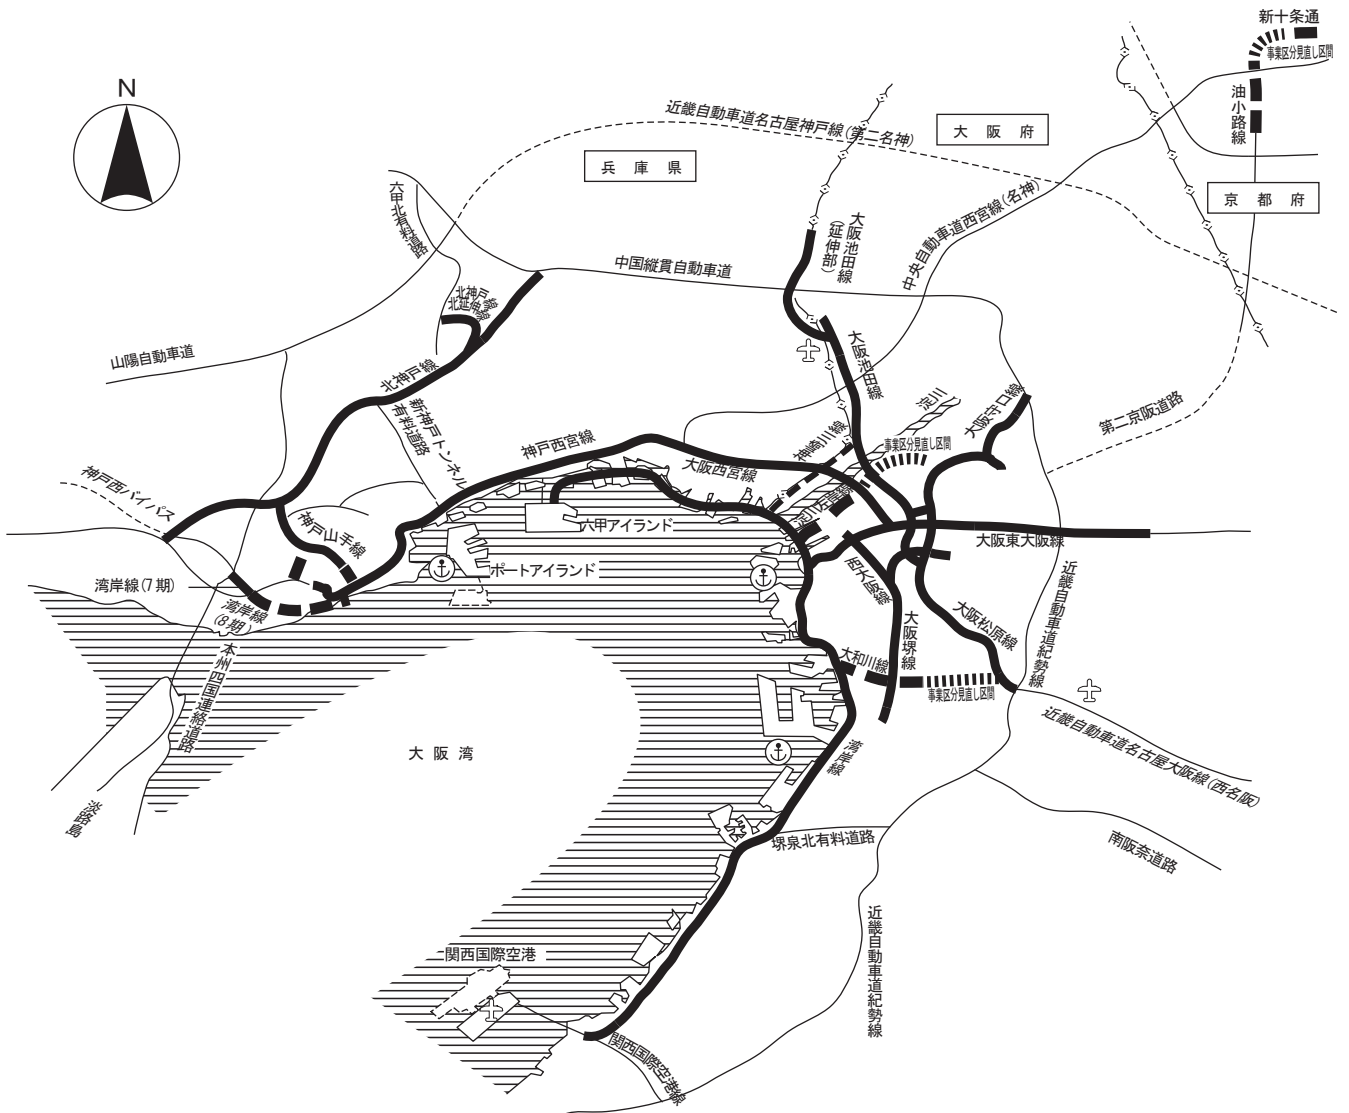 新十条通
事業区分見直し区間
油小路線
N
近畿自動車道名古屋神戸線(第二名神)
大阪府
兵庫県
京都府
六甲北有料道路
大阪池田線
(延伸部)
中央自動車道西宮線(名神)
中国縦貫自動車道
北神戸線
北延伸線
山陽自動車道
大阪池田線
北神戸線
新神戸トンネル
有料道路
淀川
大阪守口線
第二京阪道路
神戸西宮線
神崎川線
事業区分見直し区間
大阪西宮線
神戸西バイパス
淀川左岸線
神戸山手線
六甲アイランド
大阪東大阪線
ポートアイランド
西大阪線
湾岸線(7期)
湾岸線
(8期)
近畿自動車道紀勢線
大阪松原線
大阪堺線
本州四国連絡道路
大和川線
事業区分見直し区間
近畿自動車道名古屋大阪線(西名阪)
大阪湾
湾岸線
淡路島
堺泉北有料道路
南阪奈道路
近畿自動車道紀勢線
関西国際空港
関西国際空港線